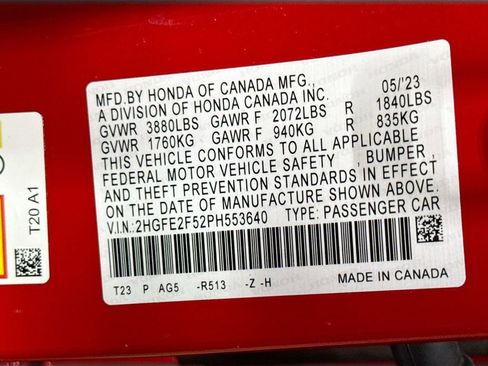 MFD.BY HONDA OF CANADA MFG., 05/'23
A DIVISION OF HONDA CANADA INC.
GVWR 3880LBS GAWR F 2072LBS R 1840LBS
GVWR 1760KG GAWR F 940KG R 835KG
THIS VEHICLE CONFORMS TO ALL APPLICABLE
FEDERAL MOTOR VEHICLE SAFETY , BUMPER ,
AND THEFT PREVENTION STANDARDS IN EFFECT
ON THE DATE OF MANUFACTURE SHOWN ABOVE.
V.I.N.:2HGFE2F52PH553640 TYPE: PASSENGER CAR
T23 P AG5 -R513 -Z -H MADE IN CANADA
T20 A1